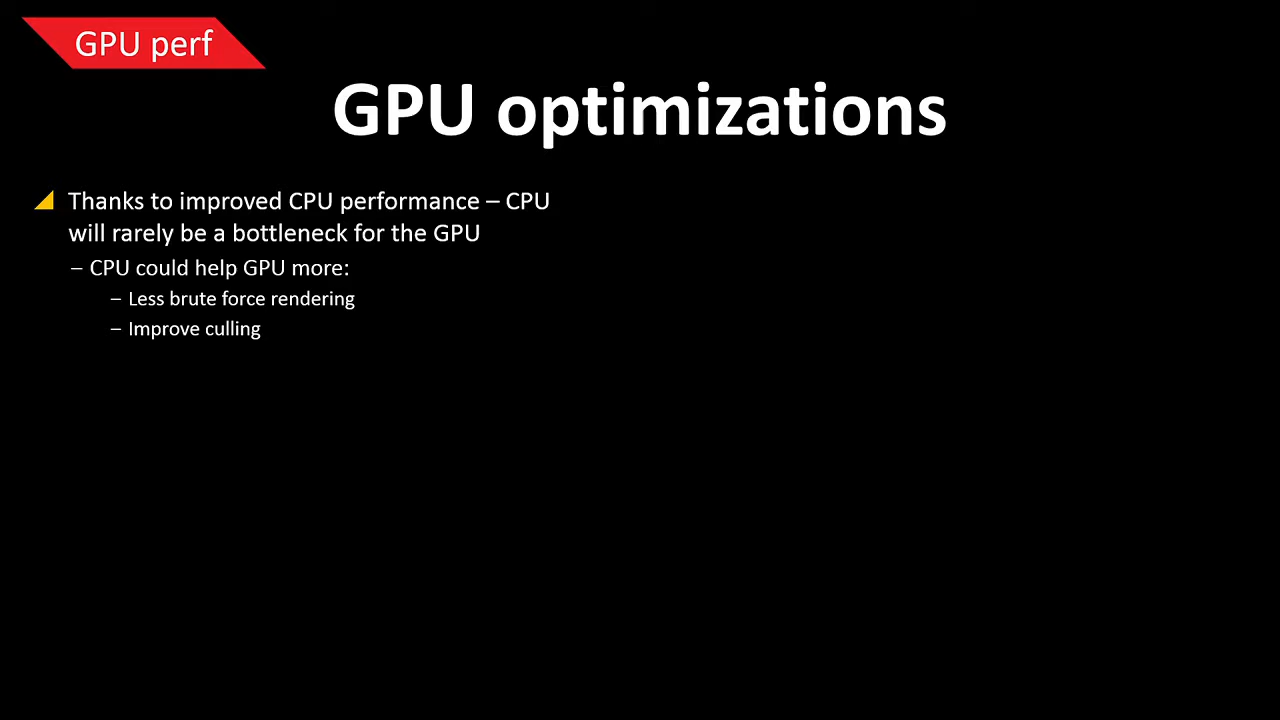 GPU perf
GPU optimizations
Thanks to improved CPU performance – CPU
will rarely be a bottleneck for the GPU
– CPU could help GPU more:
– Less brute force rendering
– Improve culling